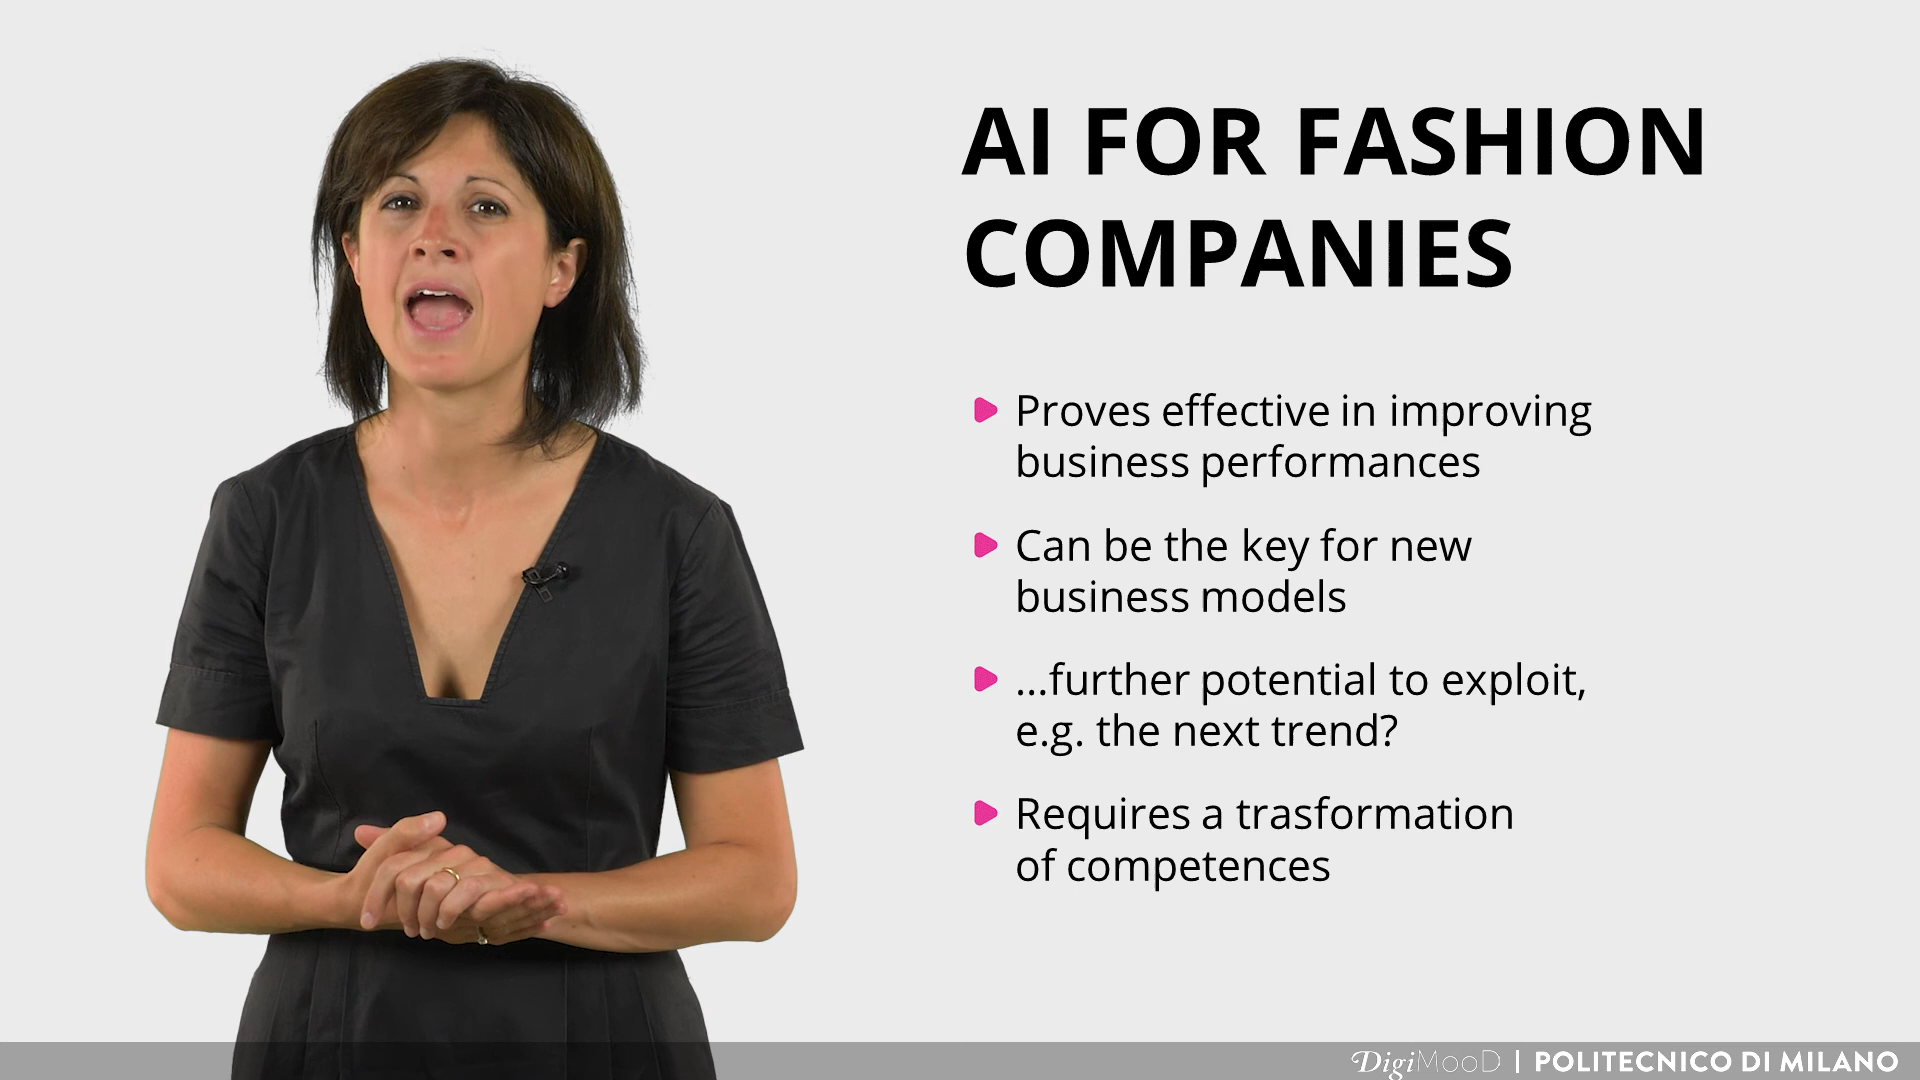 AI FOR FASHION
COMPANIES
Proves effective in improving
business performances
Can be the key for new
business models
...further potential to exploit,
e.g. the next trend?
Requires a trasformation
of competences
DigiMooD | POLITECNICO DI MILANO